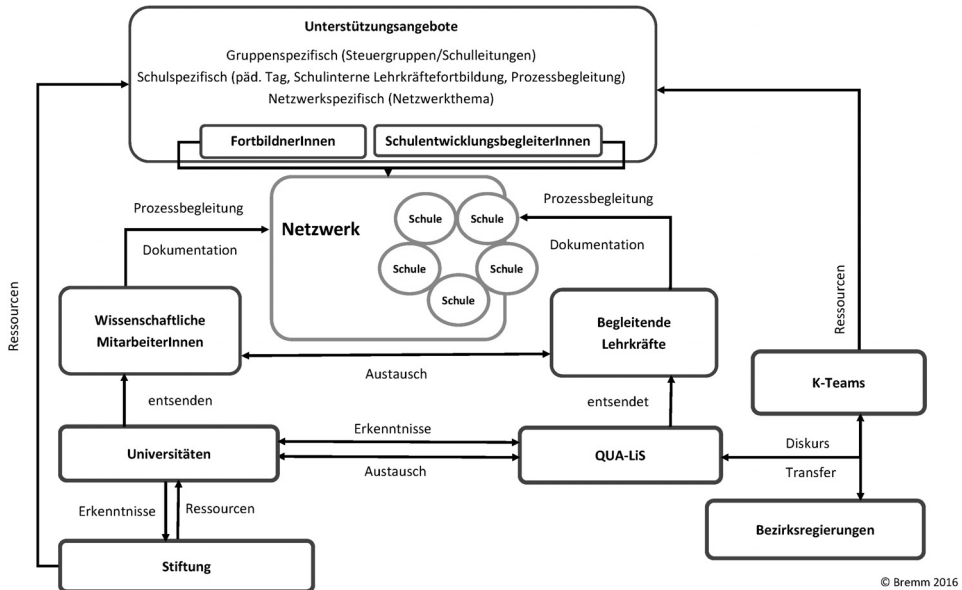 Unterstützungsangebote
Gruppenspezifisch (Steuergruppen/Schulleitungen)
Schulspezifisch (päd. Tag, Schulinterne Lehrkräftefortbildung, Prozessbegleitung)
Netzwerkspezifisch (Netzwerkthema)
FortbildnerInnen
SchulentwicklungsbegleiterInnen
Prozessbegleitung
Dokumentation
Netzwerk
Schule
Schule
Schule
Schule
Schule
Prozessbegleitung
Dokumentation
Ressourcen
Ressourcen
Wissenschaftliche
MitarbeiterInnen
Begleitende
Lehrkräfte
Austausch
K-Teams
entsenden
entsendet
Universitäten
Erkenntnisse
Austausch
QUA-LiS
Diskurs
Transfer
Erkenntnisse
Ressourcen
Bezirksregierungen
Stiftung
© Bremm 2016